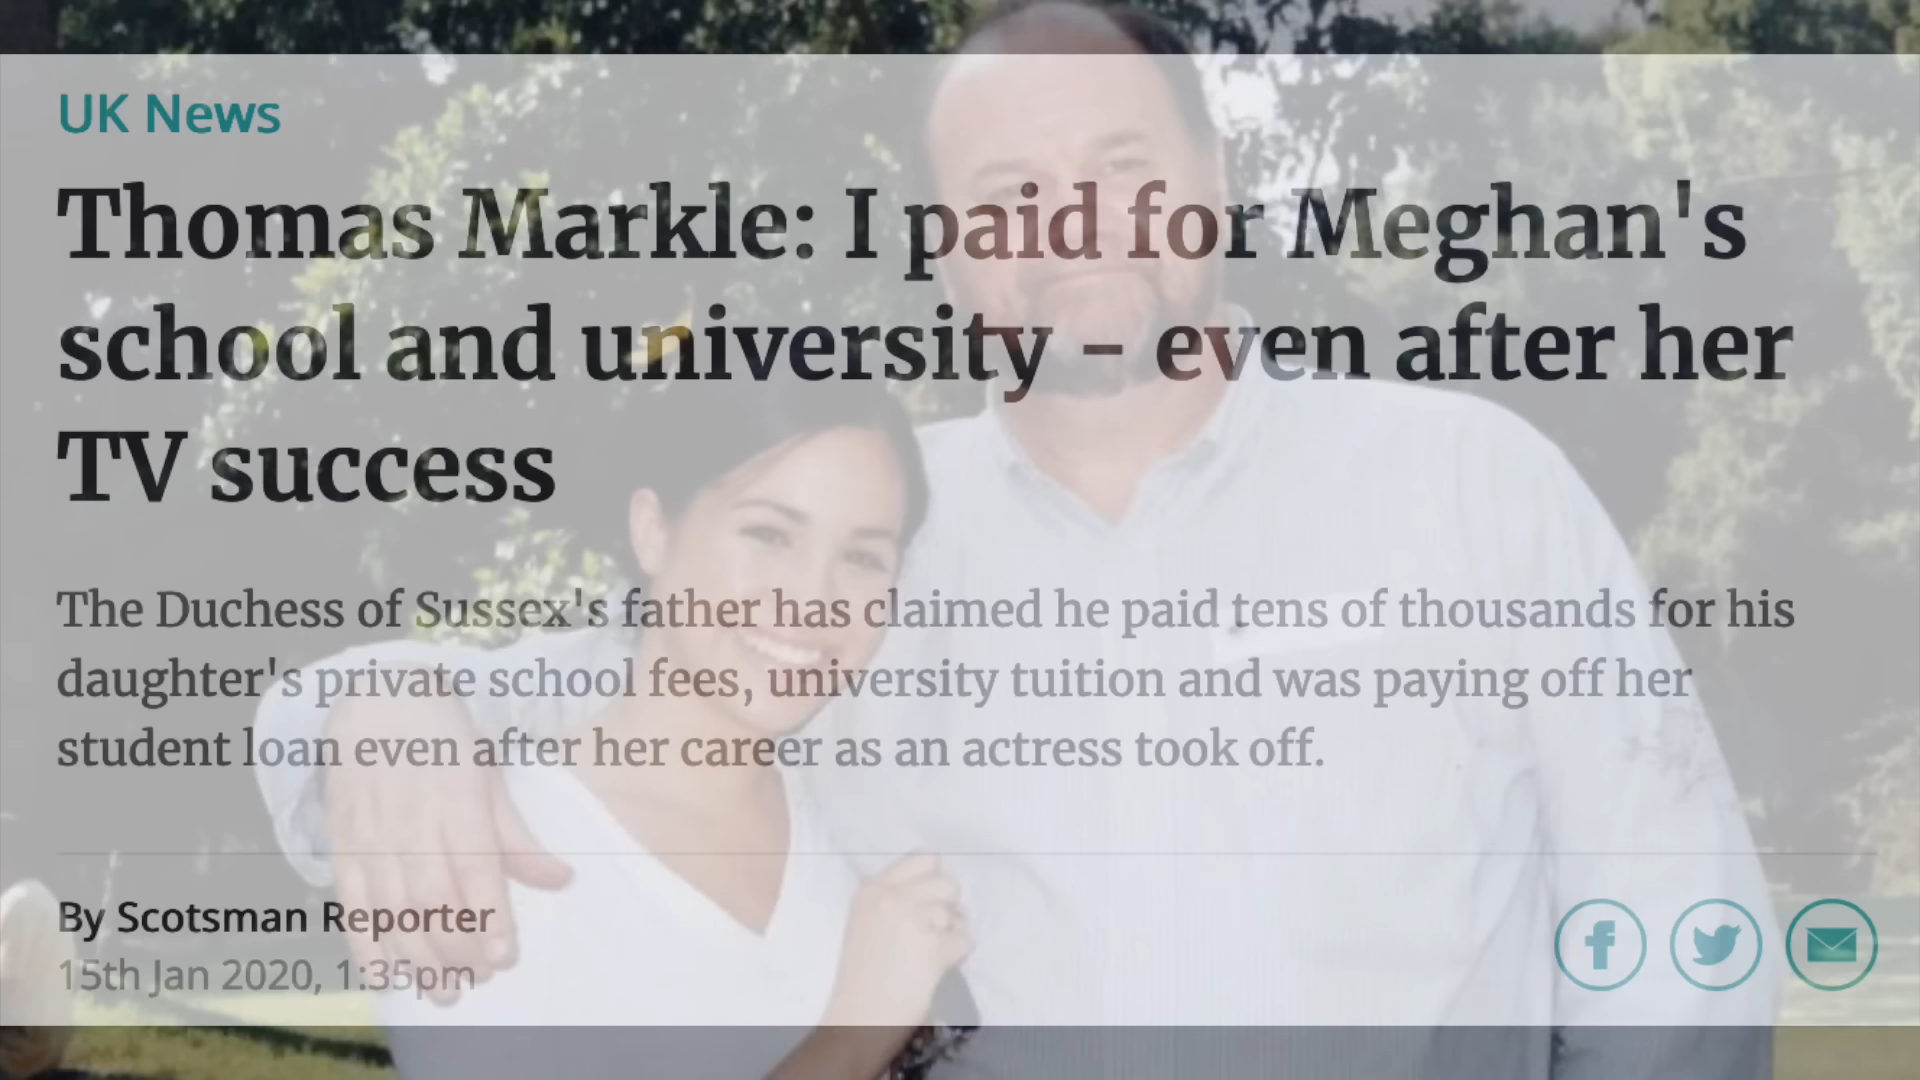 UK News
Thomas Markle: I paid for Meghan's
school and university - even after her
TV success
The Duchess of Sussex's father has claimed he paid tens of thousands for his
daughter's private school fees, university tuition and was paying off her
student loan even after her career as an actress took off.
By Scotsman Reporter
15th Jan 2020, 1:35pm